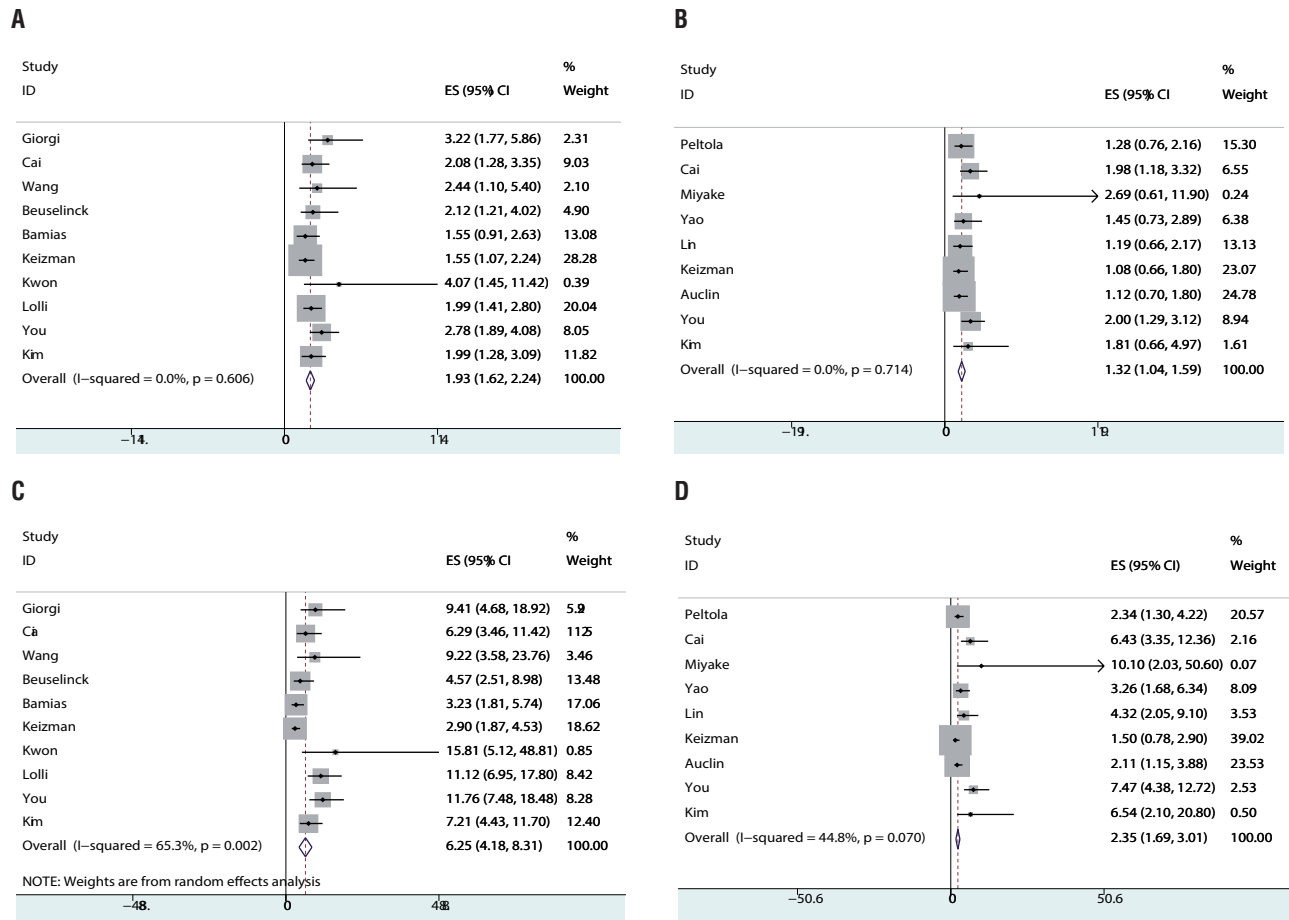 A
Study %
ID ES (95%) CI Weight
Giorgi 3.22 (1.77, 5.86) 2.31
Cai 2.08 (1.28, 3.35) 9.03
Wang 2.44 (1.10, 5.40) 2.10
Beuselinck 2.12 (1.21, 4.02) 4.90
Bamias 1.55 (0.91, 2.63) 13.08
Keizman 1.55 (1.07, 2.24) 28.28
Kwon 4.07 (1.45, 11.42) 0.39
Lolli 1.99 (1.41, 2.80) 20.04
You 2.78 (1.89, 4.08) 8.05
Kim 1.99 (1.28, 3.09) 11.82
Overall (I−squared = 0.0%, p = 0.606) 1.93 (1.62, 2.24) 100.00
0
B
Study %
ID ES (95% CI Weight
Peltola 1.28 (0.76, 2.16) 15.30
Cai 1.98 (1.18, 3.32) 6.55
Miyake 2.69 (0.61, 11.90) 0.24
Yao 1.45 (0.73, 2.89) 6.38
Lin 1.19 (0.66, 2.17) 13.13
Keizman 1.08 (0.66, 1.80) 23.07
Auclin 1.12 (0.70, 1.80) 24.78
You 2.00 (1.29, 3.12) 8.94
Kim 1.81 (0.66, 4.97) 1.61
Overall (I−squared = 0.0%, p = 0.714) 1.32 (1.04, 1.59) 100.00
0
C
Study %
ID ES (95% CI Weight
Giorgi 9.41 (4.68, 18.92)
6.29 (3.46, 11.42)
Wang 9.22 (3.58, 23.76) 3.46
Beuselinck 4.57 (2.51, 8.98) 13.48
Bamias 3.23 (1.81, 5.74) 17.06
Keizman 2.90 (1.87, 4.53) 18.62
Kwon 15.81 (5.12, 48.81) 0.85
Lolli 11.12 (6.95, 17.80) 8.42
You 11.76 (7.48, 18.48) 8.28
Kim 7.21 (4.43, 11.70) 12.40
Overall (I−squared = 65.3%, p = 0.002) 6.25 (4.18, 8.31) 100.00
NOTE: Weights are from random effects analysis
0
D
Study %
ID ES (95% CI) Weight
Peltola 2.34 (1.30, 4.22) 20.57
Cai 6.43 (3.35, 12.36) 2.16
Miyake 10.10 (2.03, 50.60) 0.07
Yao 3.26 (1.68, 6.34) 8.09
Lin 4.32 (2.05, 9.10) 3.53
Keizman 1.50 (0.78, 2.90) 39.02
Auclin 2.11 (1.15, 3.88) 23.53
You 7.47 (4.38, 12.72) 2.53
Kim 6.54 (2.10, 20.80) 0.50
Overall (I−squared = 44.8%, p = 0.070) 2.35 (1.69, 3.01) 100.00
−50.6 0 50.6